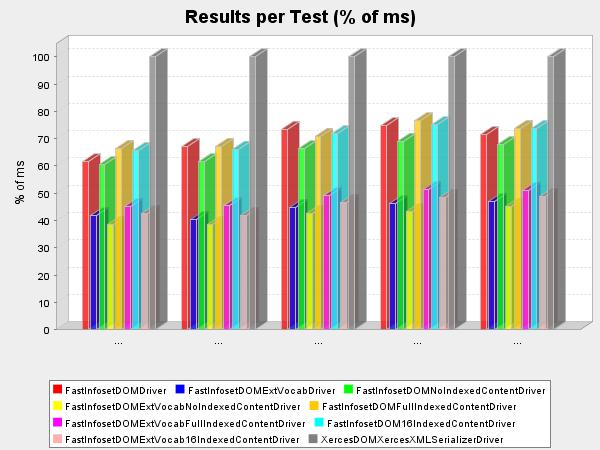 Results per Test (% of ms)
% of ms
100
90
80
70
60
50
40
30
20
10
0
... ... ... ... ...
FastInfosetDOMDriver FastInfosetDOMExtVocabDriver FastInfosetDOMNoIndexedContentDriver
FastInfosetDOMExtVocabNoIndexedContentDriver FastInfosetDOMFullIndexedContentDriver
FastInfosetDOMExtVocabFullIndexedContentDriver FastInfosetDOM16IndexedContentDriver
FastInfosetDOMExtVocab16IndexedContentDriver XercesDOMXercesXMLSerializerDriver